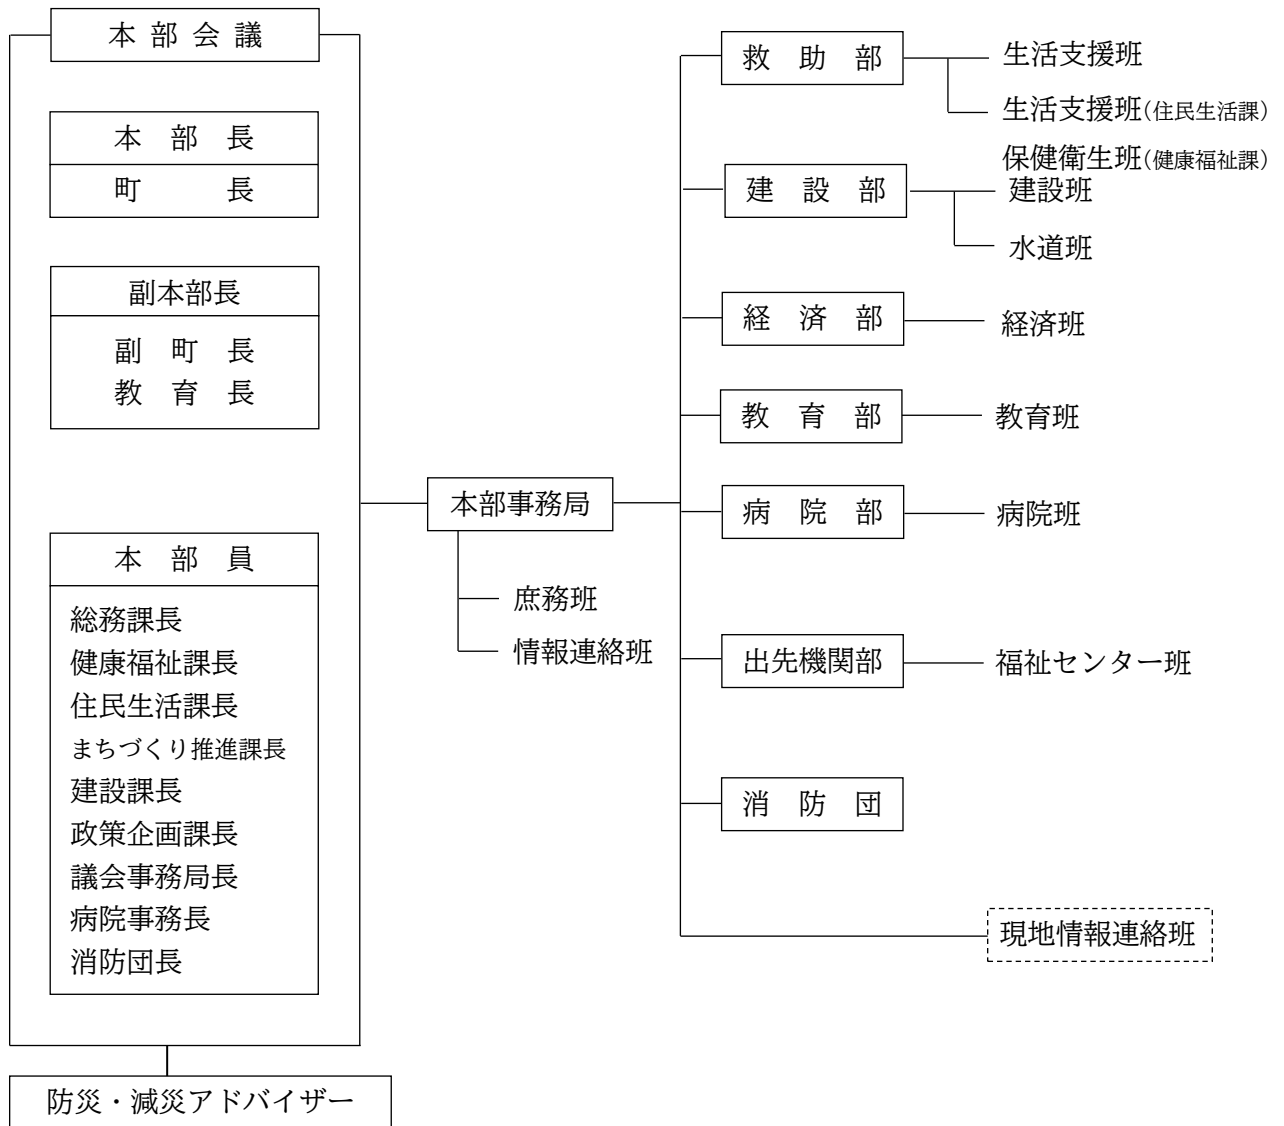 本部会議
本部長
町長
副本部長
副町長
教育長
本部員
総務課長
健康福祉課長
住民生活課長
まちづくり推進課長
建設課長
政策企画課長
議会事務局長
病院事務長
消防団長
防災・減災アドバイザー
本部事務局
庶務班
情報連絡班
救助部
生活支援班
生活支援班(住民生活課)
保健衛生班(健康福祉課)
建設部
建設班
水道班
経済部
経済班
教育部
教育班
病院部
病院班
出先機関部
福祉センター班
消防団
現地情報連絡班